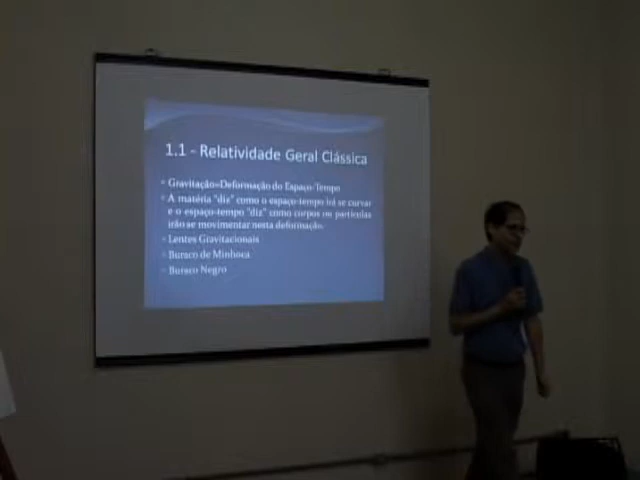 1.1 - Relatividade Geral Clássica
Gravitação=Deformação do Espaço-Tempo
A matéria "diz" como o espaço-tempo irá se curvar
e o espaço-tempo "diz" como corpos ou partículas
irão se movimentar nesta deformação.
Lentes Gravitacionais
Buraco de Minhoca
Buraco Negro